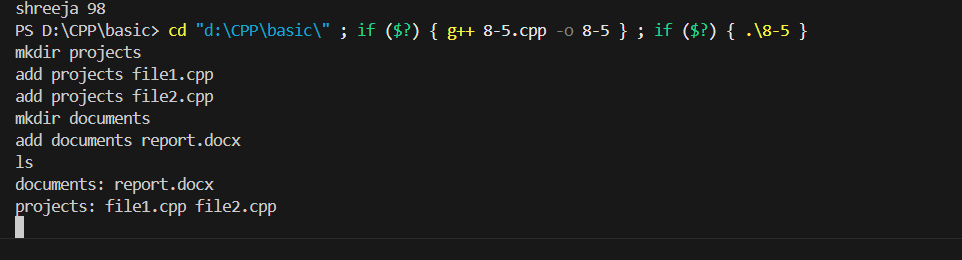 shreeja 98
PS D:\CPP\basic> cd "d:\CPP\basic\" ; if ($?) { g++ 8-5.cpp -o 8-5 } ; if ($?) { .\8-5 }
mkdir projects
add projects file1.cpp
add projects file2.cpp
mkdir documents
add documents report.docx
ls
documents: report.docx
projects: file1.cpp file2.cpp